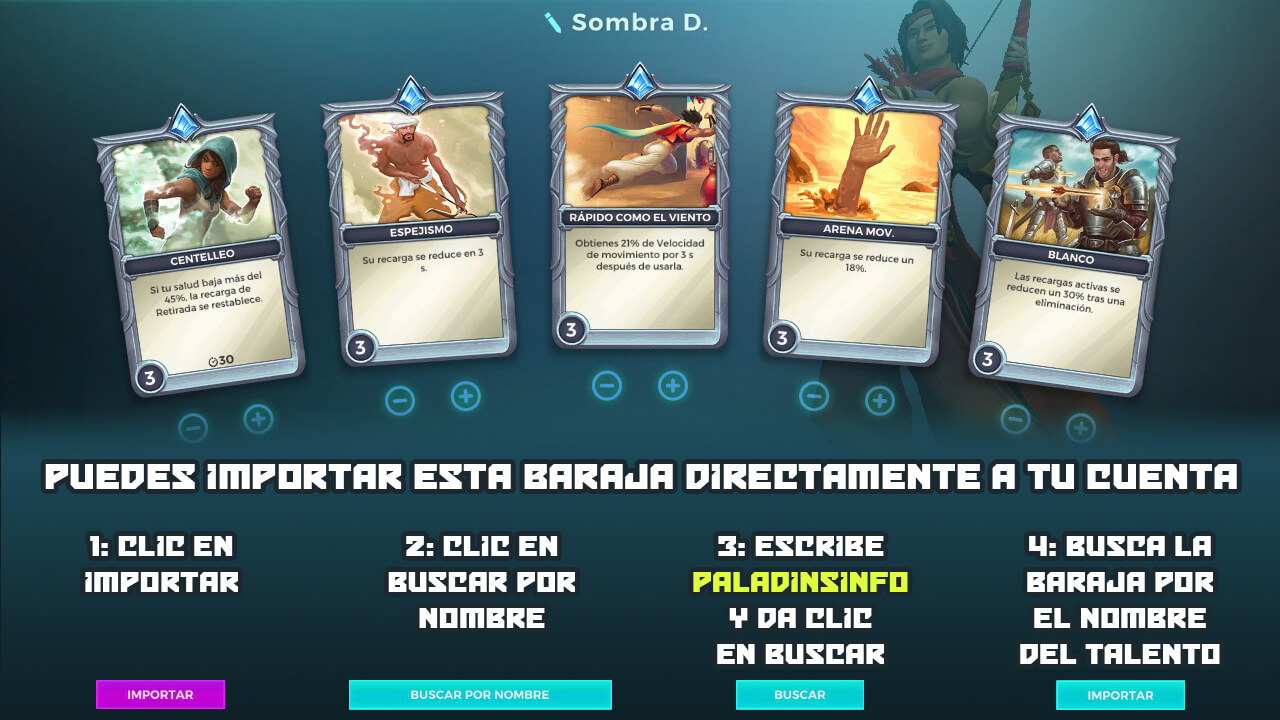 Sombra D.
CENTELLEO
Si tu salud baja más del
45%, la recarga de
Retirada se restablece.
30
3
ESPEJISMO
Su recarga se reduce en 3
s.
3
RÁPIDO COMO EL VIENTO
Obtienes 21% de Velocidad
de movimiento por 3 s
después de usarla.
3
ARENA MOV.
Su recarga se reduce un
18%.
3
BLANCO
Las recargas activas se
reducen un 30% tras una
eliminación.
3
PUEDES IMPORTAR ESTA BARAJA DIRECTAMENTE A TU CUENTA
1: CLIC EN
IMPORTAR
IMPORTAR
2: CLIC EN
BUSCAR POR
NOMBRE
BUSCAR POR NOMBRE
3: ESCRIBE
PALADINSINFO
Y DA CLIC
EN BUSCAR
BUSCAR
4: BUSCA LA
BARAJA POR
EL NOMBRE
DEL TALENTO
IMPORTAR